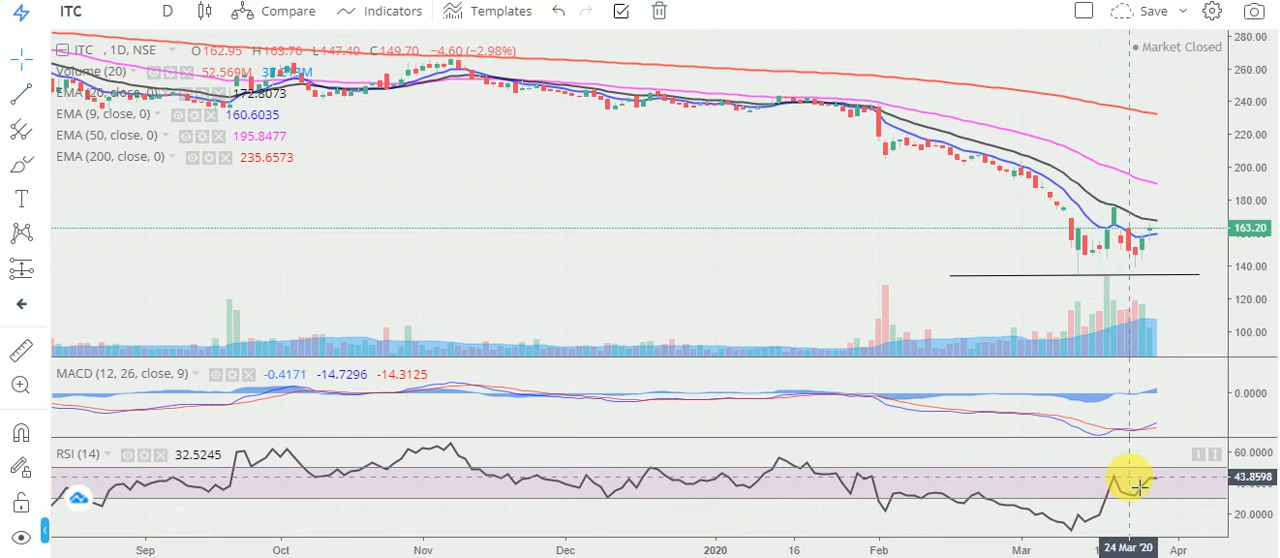 ITC D Compare Indicators Templates Save
ITC , 1D, NSE O162.95 H163.70 L147.40 C149.70 −4.60 (−2.98%)
Market Closed
Volume (20) 52.569M
172.8073
EMA (9, close, 0) 160.6035
EMA (50, close, 0) 195.8477
EMA (200, close, 0) 235.6573
280.00
260.00
240.00
220.00
200.00
180.00
163.20
140.00
120.00
100.00
MACD (12, 26, close, 9) -0.4171 -14.7296 -14.3125
0.0000
RSI (14) 32.5245
60.0000
43.8598
20.0000
Sep Oct Nov Dec 2020 16 Feb Mar 24 Mar '20 Apr